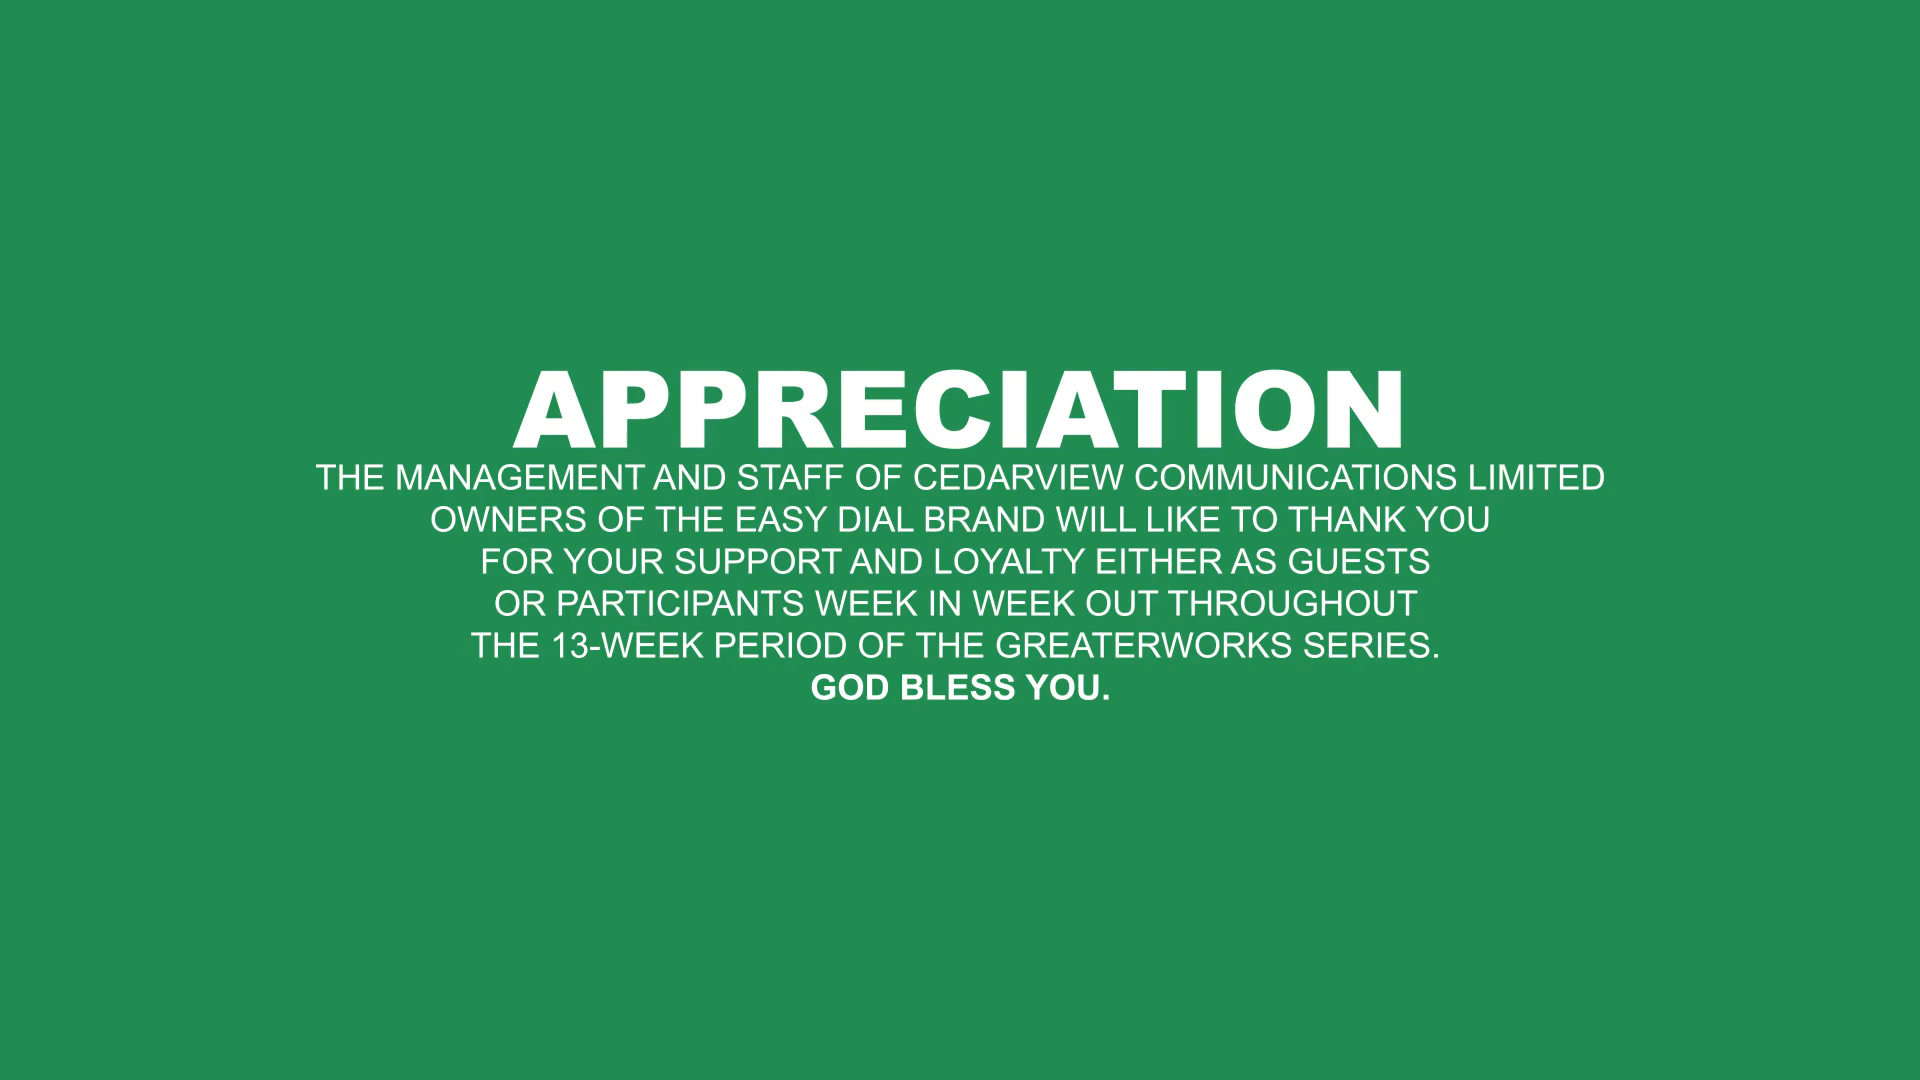 APPRECIATION
THE MANAGEMENT AND STAFF OF CEDARVIEW COMMUNICATIONS LIMITED
OWNERS OF THE EASY DIAL BRAND WILL LIKE TO THANK YOU
FOR YOUR SUPPORT AND LOYALTY EITHER AS GUESTS
OR PARTICIPANTS WEEK IN WEEK OUT THROUGHOUT
THE 13-WEEK PERIOD OF THE GREATERWORKS SERIES.
GOD BLESS YOU.